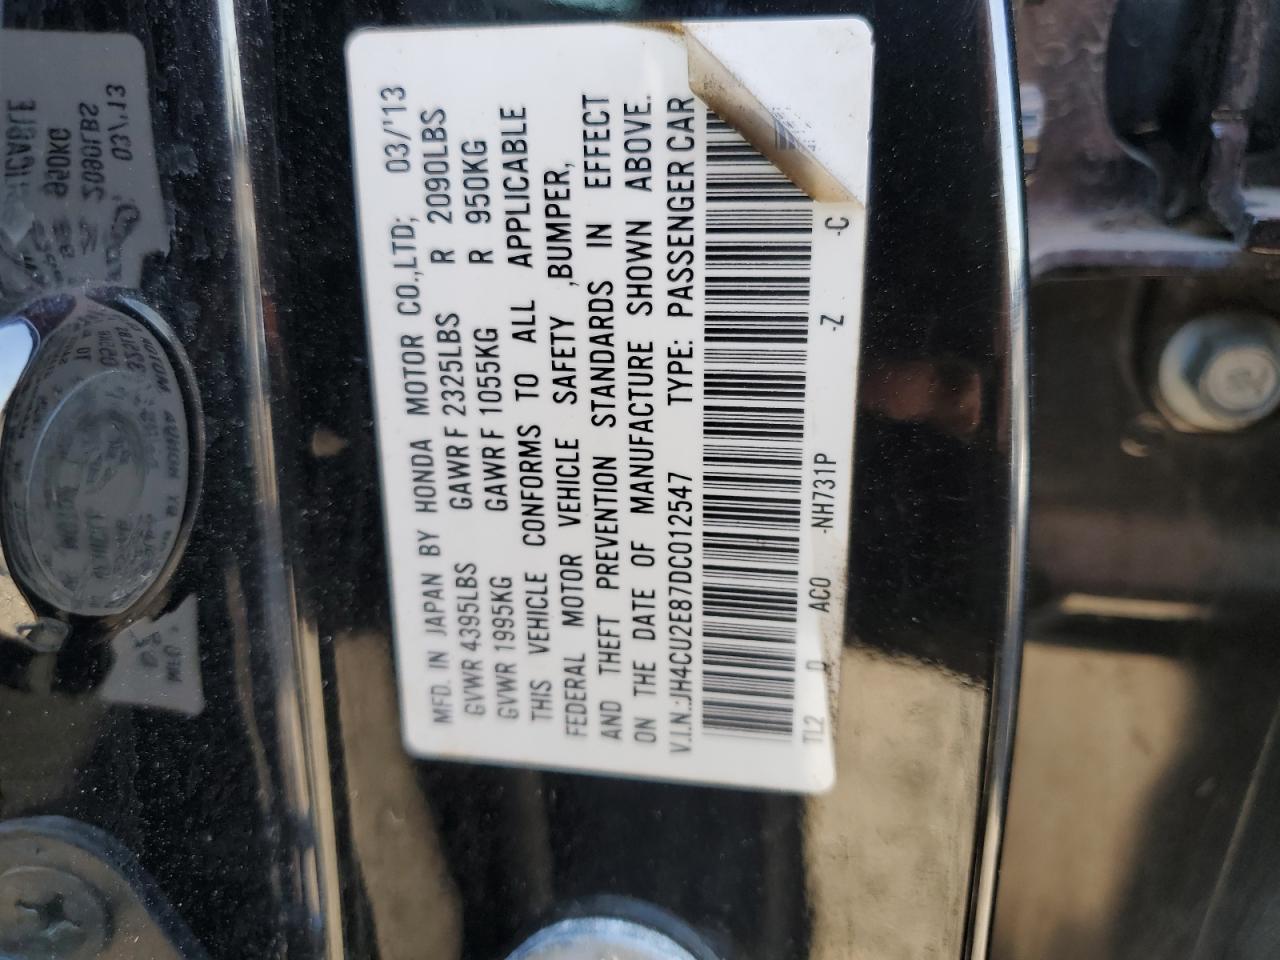 MFD. IN JAPAN BY HONDA MOTOR CO.,LTD; 03/'13
GVWR 4395LBS GAWR F 2325LBS R 2090LBS
GVWR 1995KG GAWR F 1055KG R 950KG
THIS VEHICLE CONFORMS TO ALL APPLICABLE
FEDERAL MOTOR VEHICLE SAFETY ,BUMPER,
AND THEFT PREVENTION STANDARDS IN EFFECT
ON THE DATE OF MANUFACTURE SHOWN ABOVE.
V.I.N.:JH4CU2E87DC012547 TYPE: PASSENGER CAR
TL2 D AC0 -NH731P -Z -C